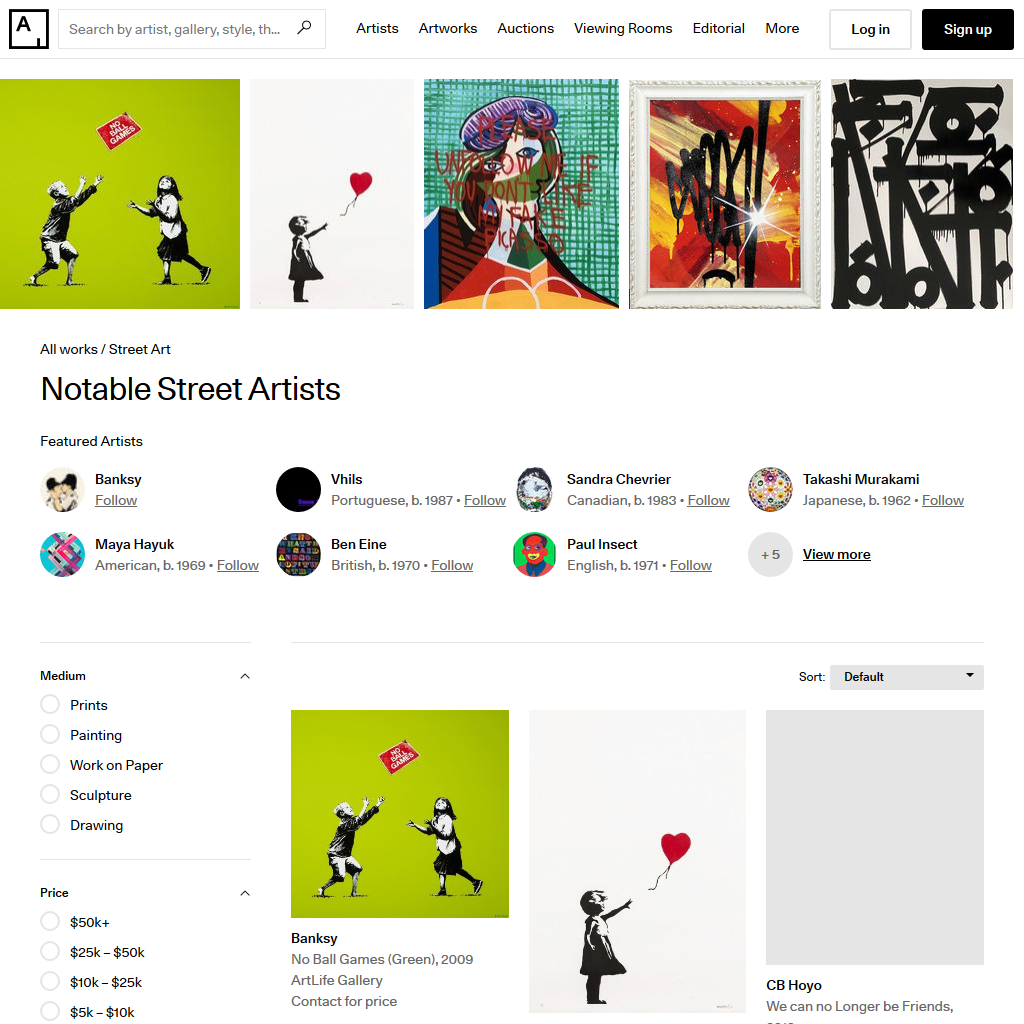 A
Search by artist, gallery, style, th...
Artists
Artworks
Auctions
Viewing Rooms
Editorial
More
Log in
Sign up
NO
BALL
GAMES
PLEASE
UNFOLLOW ME IF
YOU DON'T LIKE
A FAKE
PICASSO
All works / Street Art
Notable Street Artists
Featured Artists
Banksy
Follow
Vhils
Portuguese, b. 1987 • Follow
Sandra Chevrier
Canadian, b. 1983 • Follow
Takashi Murakami
Japanese, b. 1962 • Follow
Maya Hayuk
American, b. 1969 • Follow
Ben Eine
British, b. 1970 • Follow
Paul Insect
English, b. 1971 • Follow
+ 5
View more
Medium
Prints
Painting
Work on Paper
Sculpture
Drawing
Price
$50k+
$25k – $50k
$10k – $25k
$5k – $10k
Sort:
Default
NO
BALL
GAMES
Banksy
No Ball Games (Green), 2009
ArtLife Gallery
Contact for price
CB Hoyo
We can no Longer be Friends,